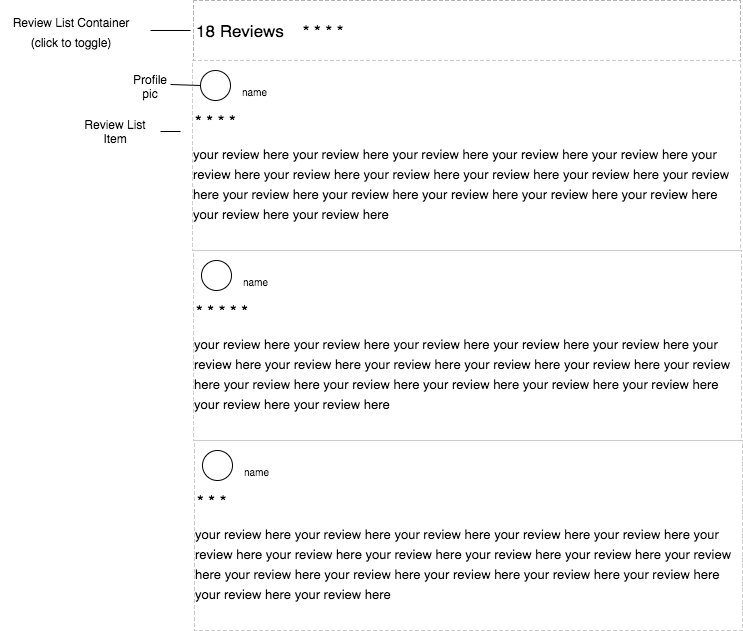 Review List Container
(click to toggle)
18 Reviews * * * *
Profile
pic
name
* * * *
Review List
Item
your review here your review here your review here your review here your review here your
review here your review here your review here your review here your review here your review
here your review here your review here your review here your review here your review here
your review here your review here
name
* * * * *
your review here your review here your review here your review here your review here your
review here your review here your review here your review here your review here your review
here your review here your review here your review here your review here your review here
your review here your review here
name
* * *
your review here your review here your review here your review here your review here your
review here your review here your review here your review here your review here your review
here your review here your review here your review here your review here your review here
your review here your review here